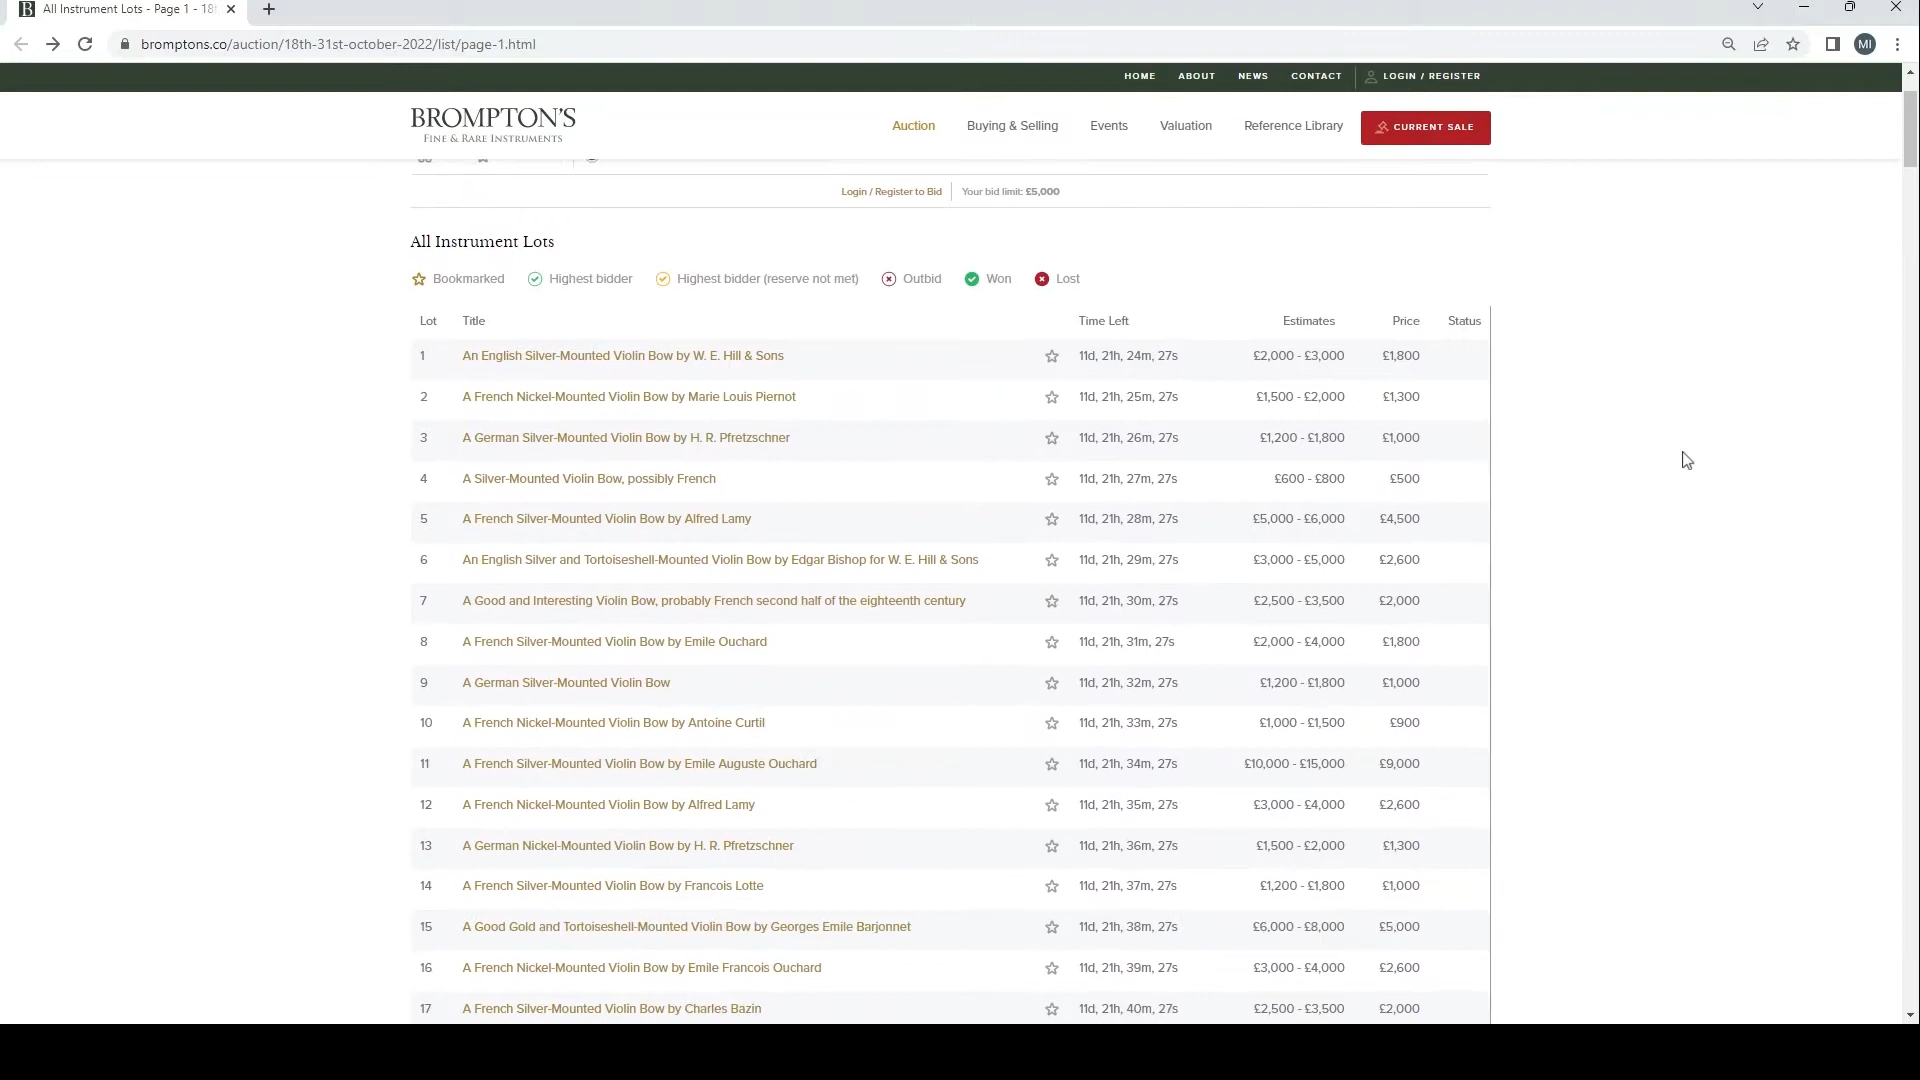 B All Instrument Lots - Page 1 - 18
bromptons.co/auction/18th-31st-october-2022/list/page-1.html
MI
HOME ABOUT NEWS CONTACT LOGIN / REGISTER
BROMPTON'S
FINE & RARE INSTRUMENTS
Auction Buying & Selling Events Valuation Reference Library CURRENT SALE
Login / Register to Bid Your bid limit: £5,000
All Instrument Lots
Bookmarked Highest bidder Highest bidder (reserve not met) Outbid Won Lost
Lot Title Time Left Estimates Price Status
1 An English Silver-Mounted Violin Bow by W. E. Hill & Sons 11d, 21h, 24m, 27s £2,000 - £3,000 £1,800
2 A French Nickel-Mounted Violin Bow by Marie Louis Piernot 11d, 21h, 25m, 27s £1,500 - £2,000 £1,300
3 A German Silver-Mounted Violin Bow by H. R. Pfretzschner 11d, 21h, 26m, 27s £1,200 - £1,800 £1,000
4 A Silver-Mounted Violin Bow, possibly French 11d, 21h, 27m, 27s £600 - £800 £500
5 A French Silver-Mounted Violin Bow by Alfred Lamy 11d, 21h, 28m, 27s £5,000 - £6,000 £4,500
6 An English Silver and Tortoiseshell-Mounted Violin Bow by Edgar Bishop for W. E. Hill & Sons 11d, 21h, 29m, 27s £3,000 - £5,000 £2,600
7 A Good and Interesting Violin Bow, probably French second half of the eighteenth century 11d, 21h, 30m, 27s £2,500 - £3,500 £2,000
8 A French Silver-Mounted Violin Bow by Emile Ouchard 11d, 21h, 31m, 27s £2,000 - £4,000 £1,800
9 A German Silver-Mounted Violin Bow 11d, 21h, 32m, 27s £1,200 - £1,800 £1,000
10 A French Nickel-Mounted Violin Bow by Antoine Curtil 11d, 21h, 33m, 27s £1,000 - £1,500 £900
11 A French Silver-Mounted Violin Bow by Emile Auguste Ouchard 11d, 21h, 34m, 27s £10,000 - £15,000 £9,000
12 A French Nickel-Mounted Violin Bow by Alfred Lamy 11d, 21h, 35m, 27s £3,000 - £4,000 £2,600
13 A German Nickel-Mounted Violin Bow by H. R. Pfretzschner 11d, 21h, 36m, 27s £1,500 - £2,000 £1,300
14 A French Silver-Mounted Violin Bow by Francois Lotte 11d, 21h, 37m, 27s £1,200 - £1,800 £1,000
15 A Good Gold and Tortoiseshell-Mounted Violin Bow by Georges Emile Barjonnet 11d, 21h, 38m, 27s £6,000 - £8,000 £5,000
16 A French Nickel-Mounted Violin Bow by Emile Francois Ouchard 11d, 21h, 39m, 27s £3,000 - £4,000 £2,600
17 A French Silver-Mounted Violin Bow by Charles Bazin 11d, 21h, 40m, 27s £2,500 - £3,500 £2,000